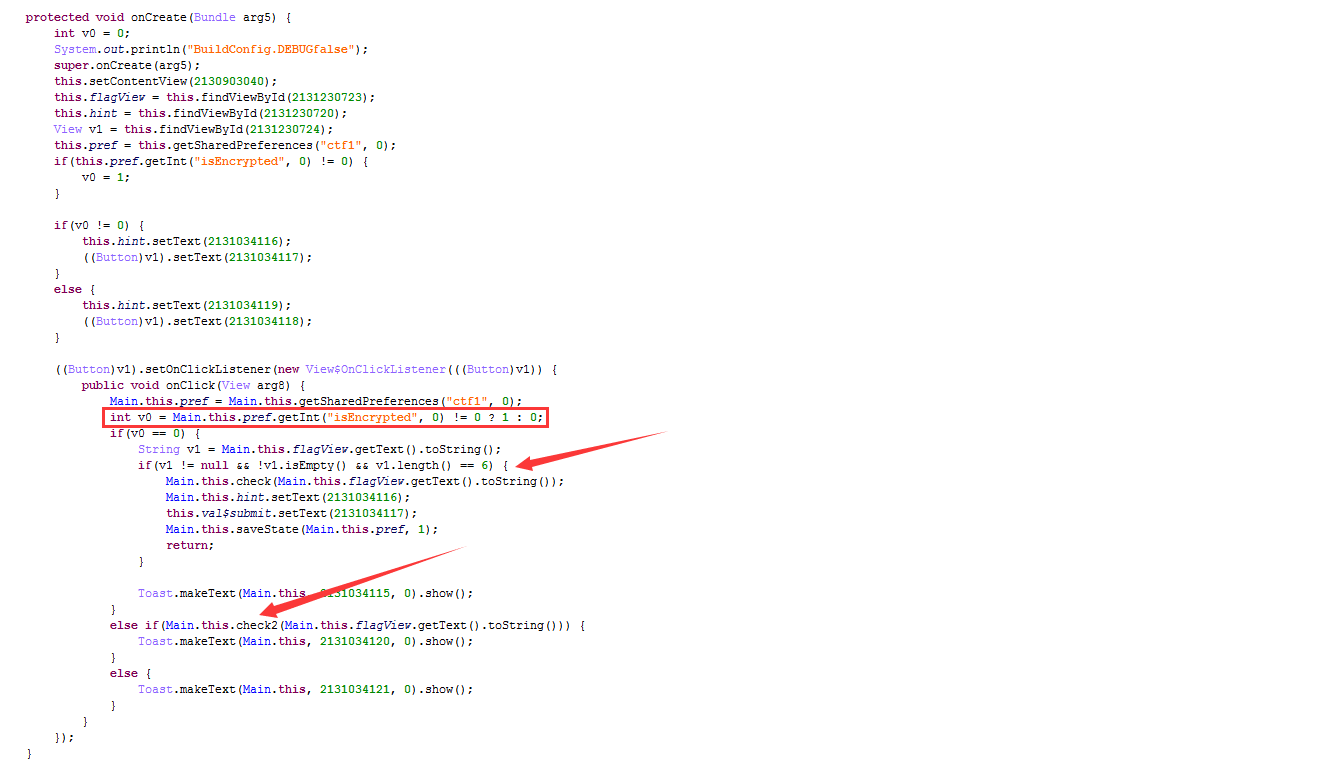 protected void onCreate(Bundle arg5) {
int v0 = 0;
System.out.println("BuildConfig.DEBUGfalse");
super.onCreate(arg5);
this.setContentView(2130903040);
this.flagView = this.findViewById(2131230723);
this.hint = this.findViewById(2131230720);
View v1 = this.findViewById(2131230724);
this.pref = this.getSharedPreferences("ctf1", 0);
if(this.pref.getInt("isEncrypted", 0) != 0) {
v0 = 1;
}
if(v0 != 0) {
this.hint.setText(2131034116);
((Button)v1).setText(2131034117);
}
else {
this.hint.setText(2131034119);
((Button)v1).setText(2131034118);
}
((Button)v1).setOnClickListener(new View$OnClickListener(((Button)v1)) {
public void onClick(View arg8) {
Main.this.pref = Main.this.getSharedPreferences("ctf1", 0);
int v0 = Main.this.pref.getInt("isEncrypted", 0) != 0 ? 1 : 0;
if(v0 == 0) {
String v1 = Main.this.flagView.getText().toString();
if(v1 != null && !v1.isEmpty() && v1.length() == 6) {
Main.this.check(Main.this.flagView.getText().toString());
Main.this.hint.setText(2131034116);
this.val$submit.setText(2131034117);
Main.this.saveState(Main.this.pref, 1);
return;
}
Toast.makeText(Main.this, 2131034115, 0).show();
}
else if(Main.this.check2(Main.this.flagView.getText().toString())) {
Toast.makeText(Main.this, 2131034120, 0).show();
}
else {
Toast.makeText(Main.this, 2131034121, 0).show();
}
}
});
}